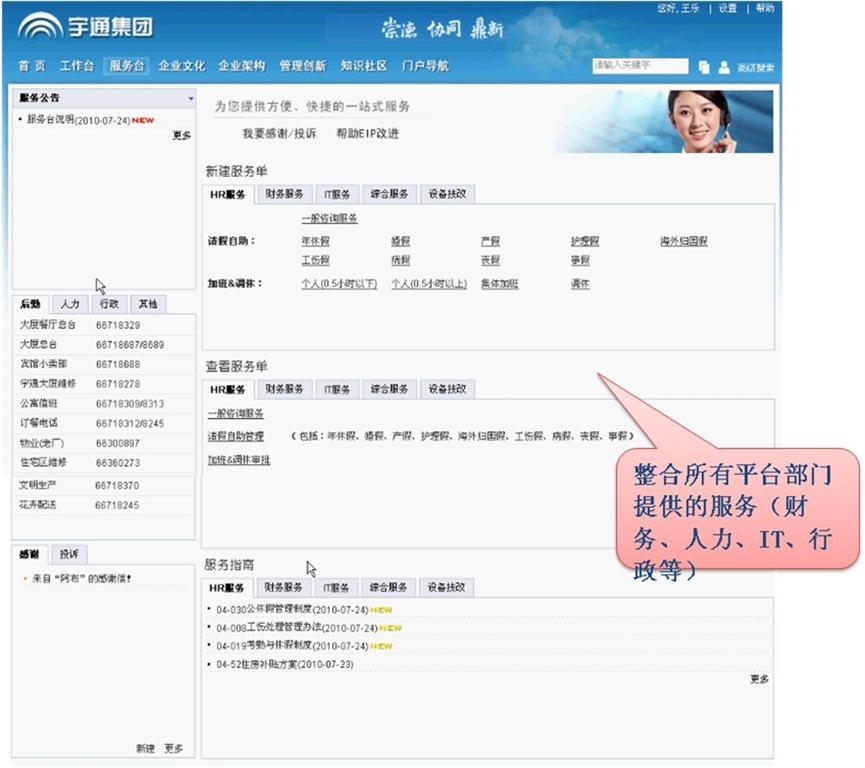 您好, 王乐 | 设置 | 帮助
宇通集团
崇德 协同 鼎新
首页 工作台 服务台 企业文化 企业架构 管理创新 知识社区 门户导航
请输入关键字 高级搜索
服务公告
• 服务台说明(2010-07-24) NEW
更多
后勤 人力 行政 其他
大厦餐厅总台 66718329
大厦总台 66718687/8689
宾馆小卖部 66718688
宇通大厦维修 66718278
公寓值班 66718309/8313
订餐电话 66718312/8245
物业(老厂) 66300897
住宅区维修 66360273
文明生产 66718370
花卉配送 66718245
感谢 投诉
• 来自“阿布”的感谢信!
新建 更多
为您提供方便、快捷的一站式服务
我要感谢/投诉 帮助EIP改进
新建服务单
HR服务 财务服务 IT服务 综合服务 设备技改
一般咨询服务
请假自助： 年休假 婚假 产假 护理假 海外归国假
工伤假 病假 丧假 事假
加班&调休： 个人(0.5小时以下) 个人(0.5小时以上) 集体加班 调休
查看服务单
HR服务 财务服务 IT服务 综合服务 设备技改
一般咨询服务
请假自助管理 （包括：年休假、婚假、产假、护理假、海外归国假、工伤假、病假、丧假、事假）
加班&调休审批
整合所有平台部门
提供的服务（财
务、人力、IT、行
政等）
服务指南
HR服务 财务服务 IT服务 综合服务 设备技改
• 04-030公休假管理制度(2010-07-24) NEW
• 04-008工伤处理管理办法(2010-07-24) NEW
• 04-019考勤与休假制度(2010-07-24) NEW
• 04-52住房补贴方案(2010-07-23)
更多